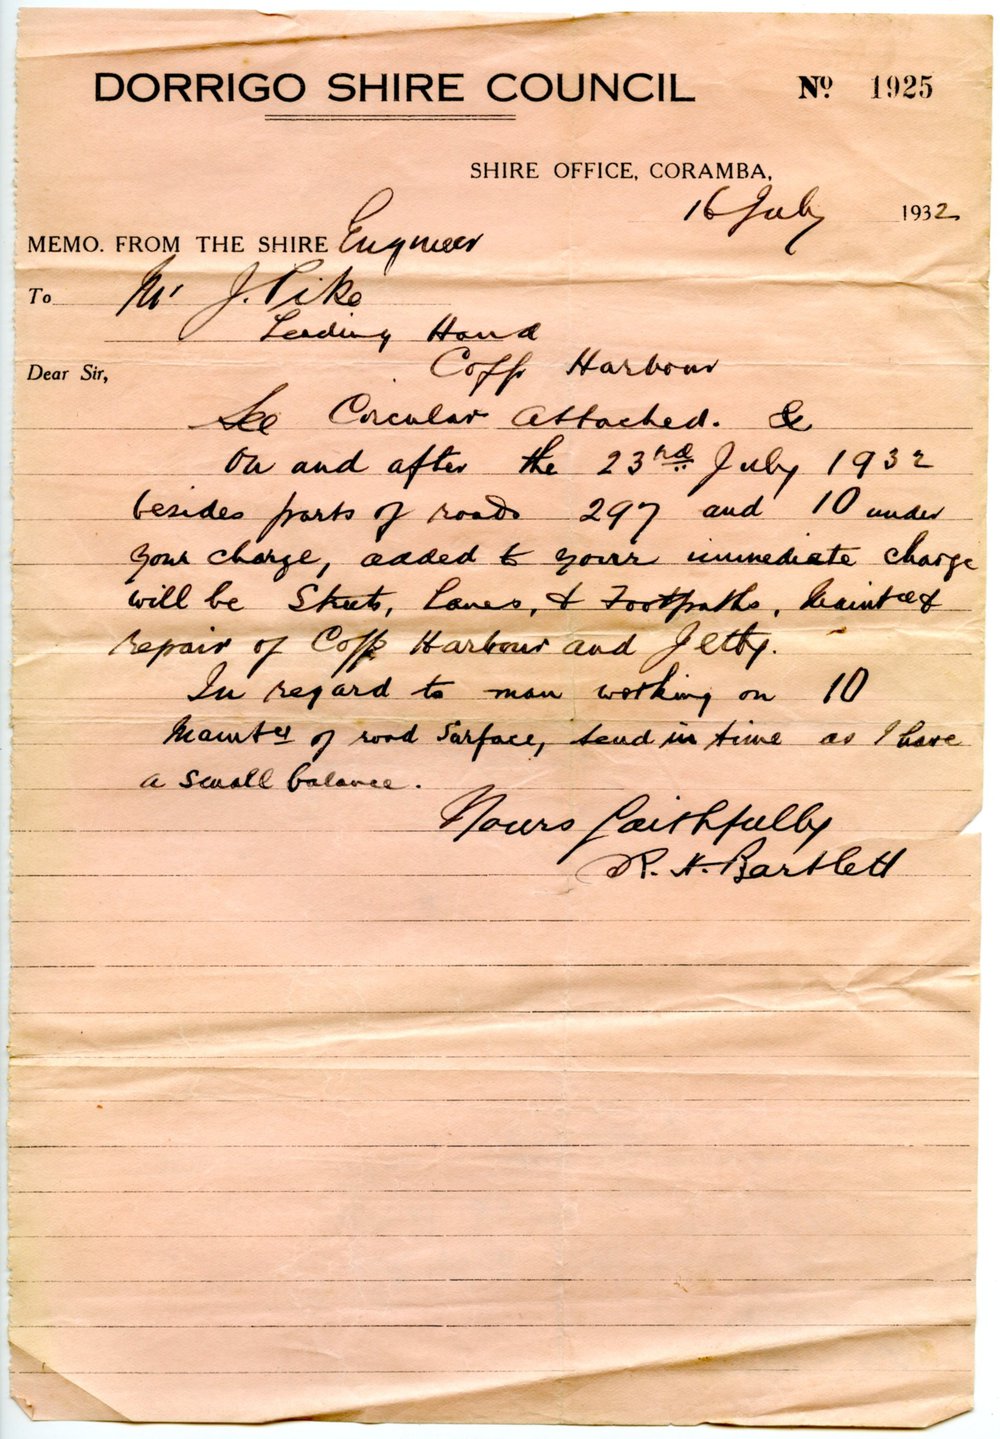 DORRIGO SHIRE COUNCIL
Nº 1925
SHIRE OFFICE, CORAMBA,
16 July 1932
MEMO. FROM THE SHIRE Engineer
To Mr J. Pike
Leading Hand
Coffs Harbour
Dear Sir,
See Circular Attached. &
On and after the 23rd July 1932
besides parts of roads 297 and 10 under
your charge, added to your immediate charge
will be Streets, Lanes, & Footpaths, Maintce &
repair of Coffs Harbour and Jetty.
In regard to man working on 10
Maintce of road surface, send in time as I have
a small balance.
Yours faithfully
R. H. Bartlett